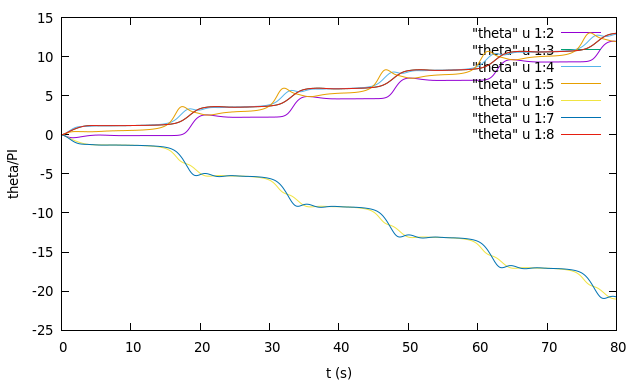 15
10
5
0
-5
-10
-15
-20
-25
theta/PI
"theta" u 1:2
"theta" u 1:3
"theta" u 1:4
"theta" u 1:5
"theta" u 1:6
"theta" u 1:7
"theta" u 1:8
0 10 20 30 40 50 60 70 80
t (s)